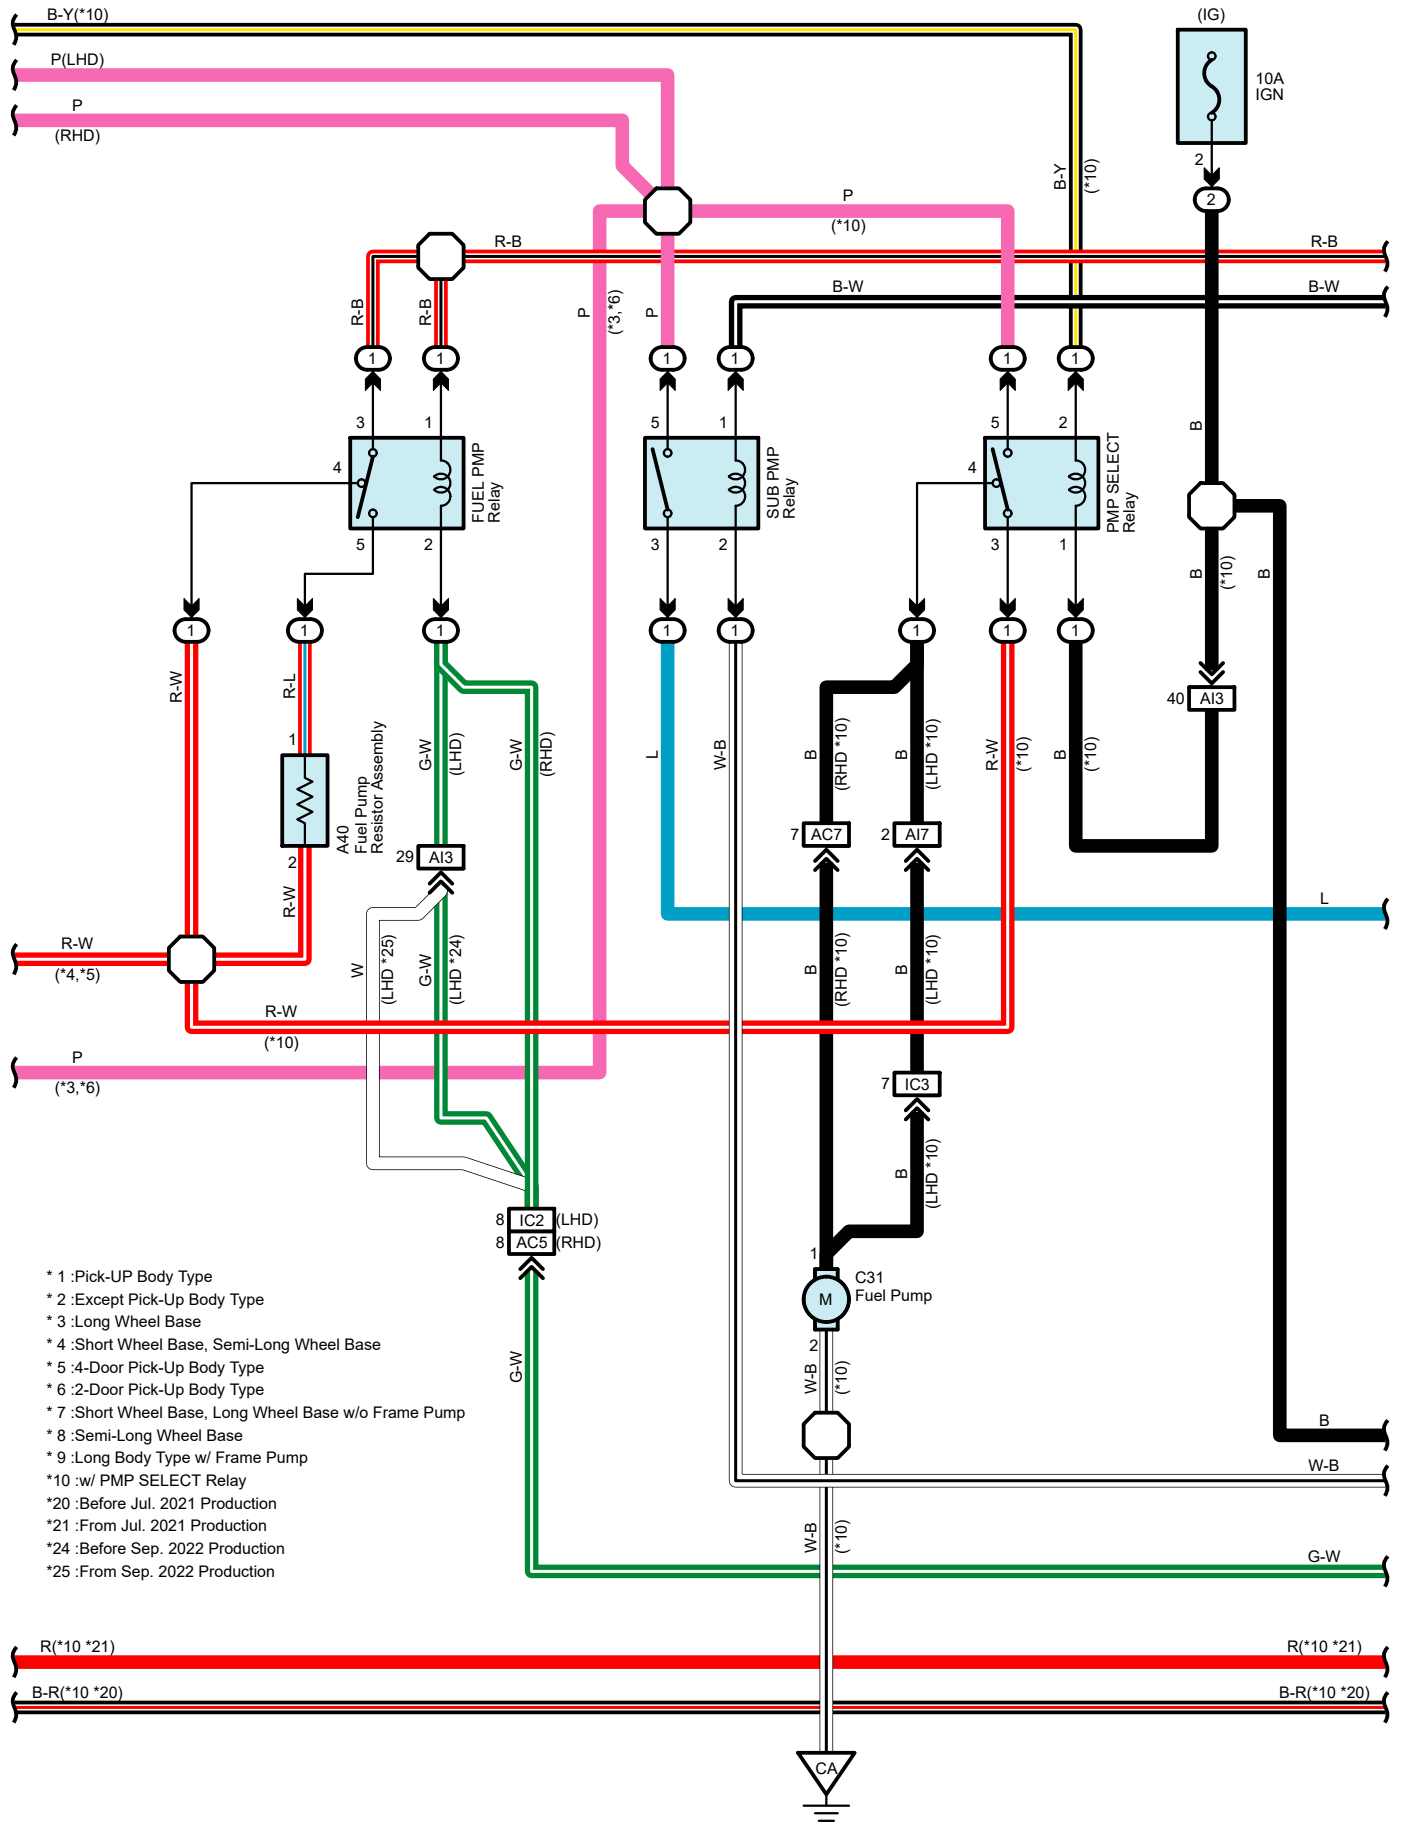 B-Y(*10)
(IG)
P(LHD)
10A
IGN
P
(RHD)
2
B-Y
(*10)
2
P
(*10)
R-B
R-B
B-W
B-W
R-B
R-B
P
(*3,*6)
P
1
1
1
1
1
1
3
1
5
1
5
2
B
4
FUEL PMP
Relay
SUB PMP
Relay
4
PMP SELECT
Relay
5
2
3
2
3
1
B
(*10)
B
1
1
1
1
1
1
1
1
R-W
R-L
40
AI3
1
A40
Fuel Pump
Resistor Assembly
2
G-W
(LHD)
G-W
(RHD)
L
W-B
B
(RHD *10)
B
(LHD *10)
R-W
(*10)
B
(*10)
29
AI3
7
AC7
2
AI7
R-W
L
R-W
(*4,*5)
W
(LHD *25)
G-W
(LHD *24)
B
(RHD *10)
B
(LHD *10)
R-W
(*10)
P
(*3,*6)
7
IC3
B
(LHD *10)
8
IC2
(LHD)
8
AC5
(RHD)
1
C31
Fuel Pump
M
2
* 1 :Pick-UP Body Type
* 2 :Except Pick-Up Body Type
* 3 :Long Wheel Base
* 4 :Short Wheel Base, Semi-Long Wheel Base
* 5 :4-Door Pick-Up Body Type
* 6 :2-Door Pick-Up Body Type
* 7 :Short Wheel Base, Long Wheel Base w/o Frame Pump
* 8 :Semi-Long Wheel Base
* 9 :Long Body Type w/ Frame Pump
*10 :w/ PMP SELECT Relay
*20 :Before Jul. 2021 Production
*21 :From Jul. 2021 Production
*24 :Before Sep. 2022 Production
*25 :From Sep. 2022 Production
G-W
W-B
(*10)
B
W-B
W-B
(*10)
G-W
R(*10 *21)
R(*10 *21)
B-R(*10 *20)
B-R(*10 *20)
CA